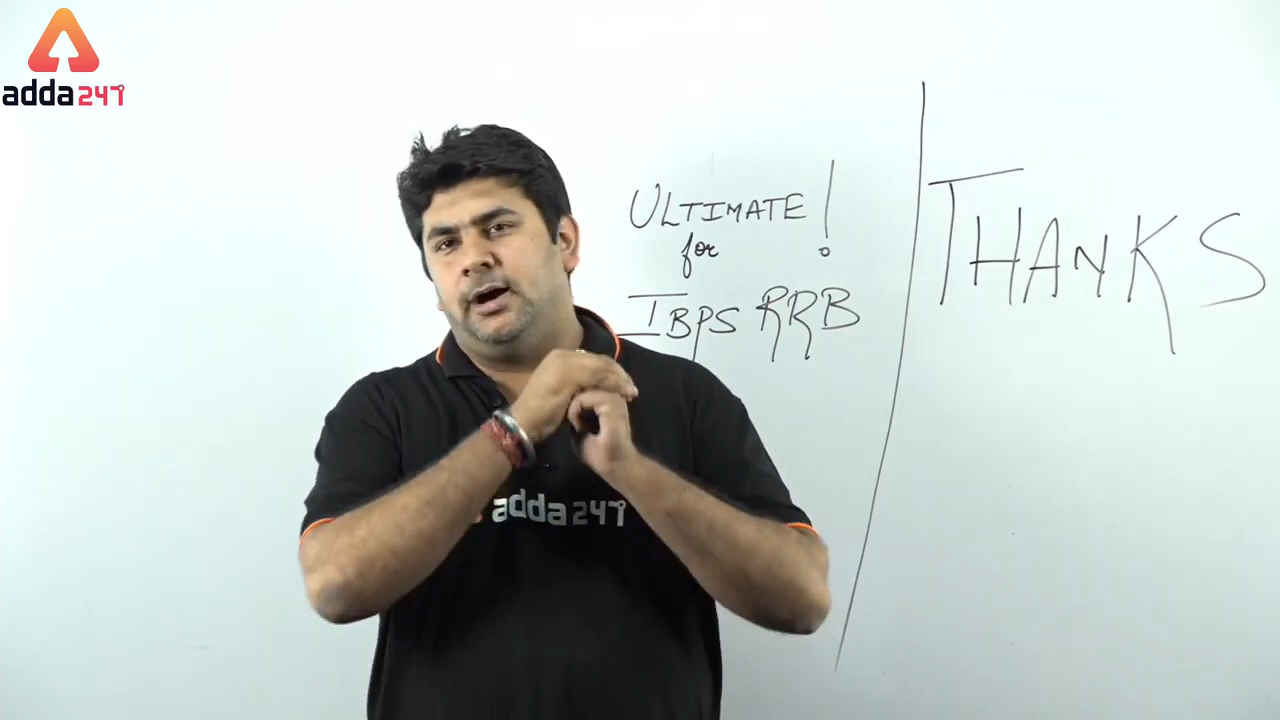 adda247
ULTIMATE !
for
IBPS RRB
THANKS
adda247